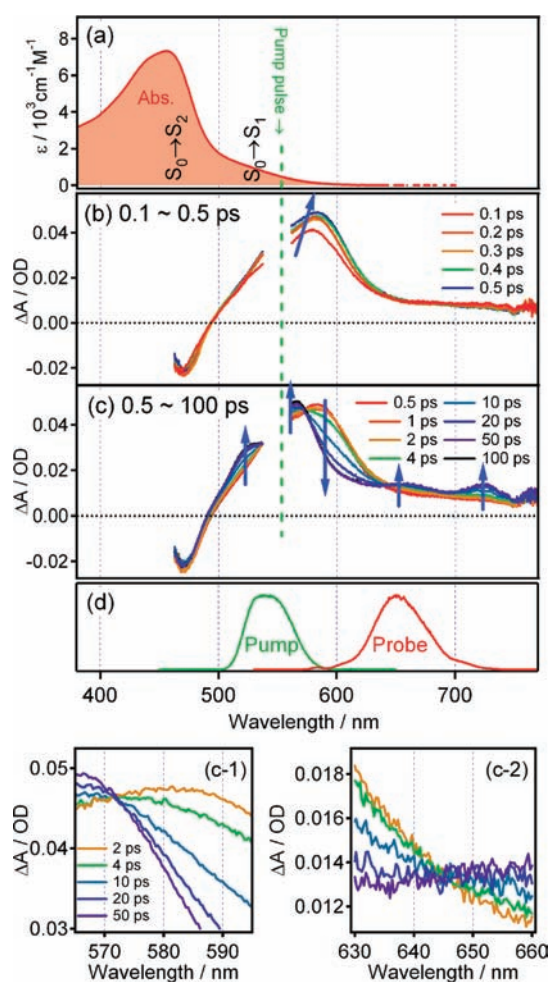 (a)
ε / 10³ cm⁻¹M⁻¹
8
6
4
2
0
Abs.
S₀→S₂
S₀→S₁
Pump pulse →
(b) 0.1 ~ 0.5 ps
ΔA / OD
0.04
0.02
0.00
-0.02
0.1 ps
0.2 ps
0.3 ps
0.4 ps
0.5 ps
(c) 0.5 ~ 100 ps
ΔA / OD
0.04
0.02
0.00
-0.02
0.5 ps 10 ps
1 ps 20 ps
2 ps 50 ps
4 ps 100 ps
(d)
Pump
Probe
400 500 600 700
Wavelength / nm
(c-1)
ΔA / OD
0.05
0.04
0.03
2 ps
4 ps
10 ps
20 ps
50 ps
570 580 590
Wavelength / nm
(c-2)
ΔA / OD
0.018
0.016
0.014
0.012
630 640 650 660
Wavelength / nm